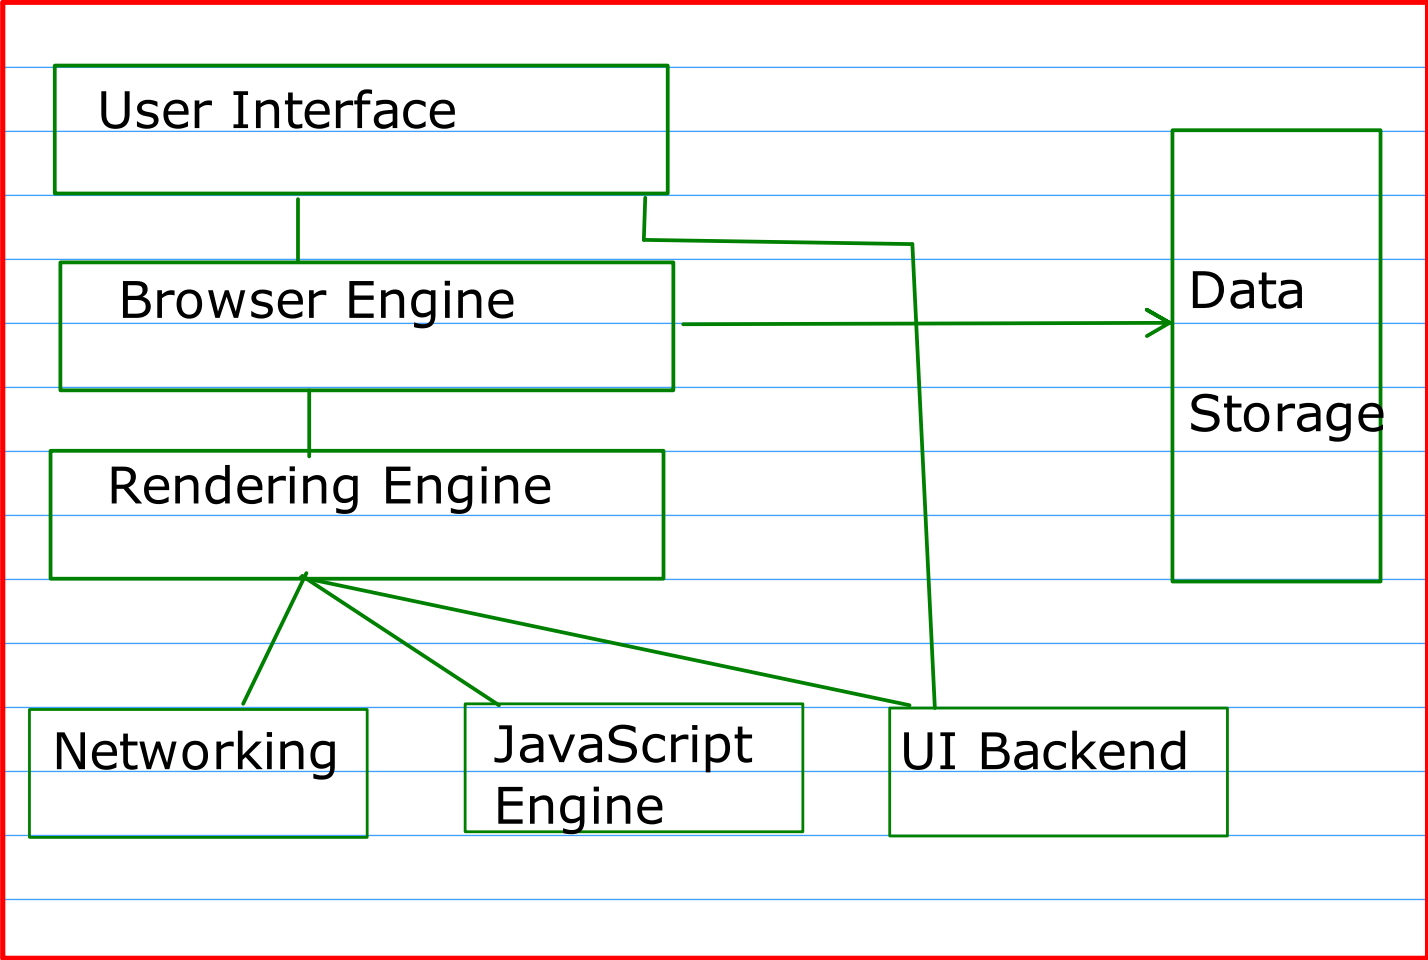 User Interface
Browser Engine
Data
Storage
Rendering Engine
Networking
JavaScript
Engine
UI Backend